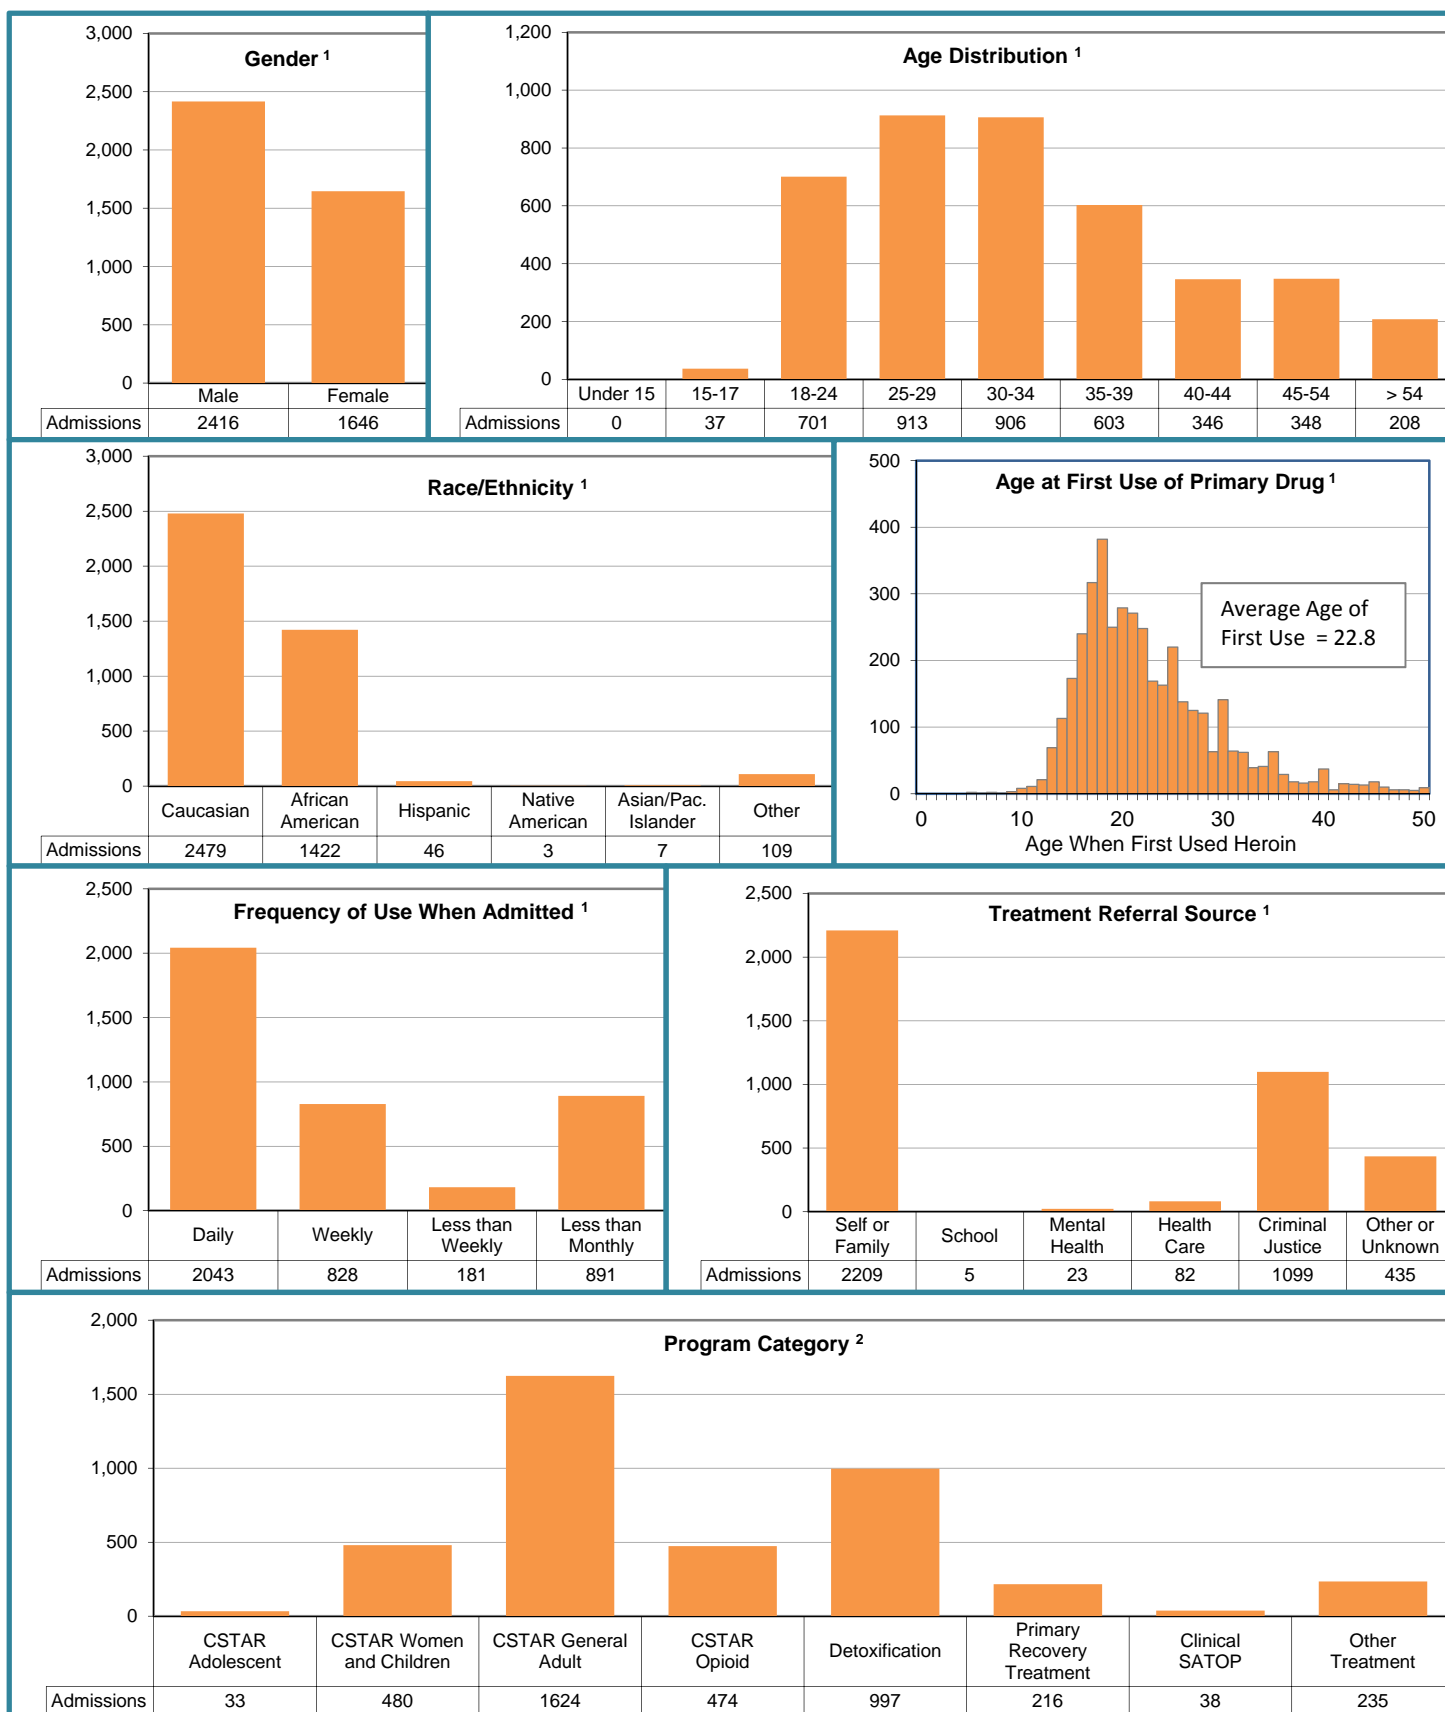 Gender ¹
3,000
2,500
2,000
1,500
1,000
500
0
Male Female
Admissions 2416 1646
Age Distribution ¹
1,200
1,000
800
600
400
200
0
Under 15 15-17 18-24 25-29 30-34 35-39 40-44 45-54 > 54
Admissions 0 37 701 913 906 603 346 348 208
Race/Ethnicity ¹
3,000
2,500
2,000
1,500
1,000
500
0
Caucasian African American Hispanic Native American Asian/Pac. Islander Other
Admissions 2479 1422 46 3 7 109
Age at First Use of Primary Drug ¹
500
400
300
200
100
0
Average Age of
First Use = 22.8
0 10 20 30 40 50
Age When First Used Heroin
Frequency of Use When Admitted ¹
2,500
2,000
1,500
1,000
500
0
Daily Weekly Less than Weekly Less than Monthly
Admissions 2043 828 181 891
Treatment Referral Source ¹
2,500
2,000
1,500
1,000
500
0
Self or Family School Mental Health Health Care Criminal Justice Other or Unknown
Admissions 2209 5 23 82 1099 435
Program Category ²
2,000
1,500
1,000
500
0
CSTAR Adolescent CSTAR Women and Children CSTAR General Adult CSTAR Opioid Detoxification Primary Recovery Treatment Clinical SATOP Other Treatment
Admissions 33 480 1624 474 997 216 38 235